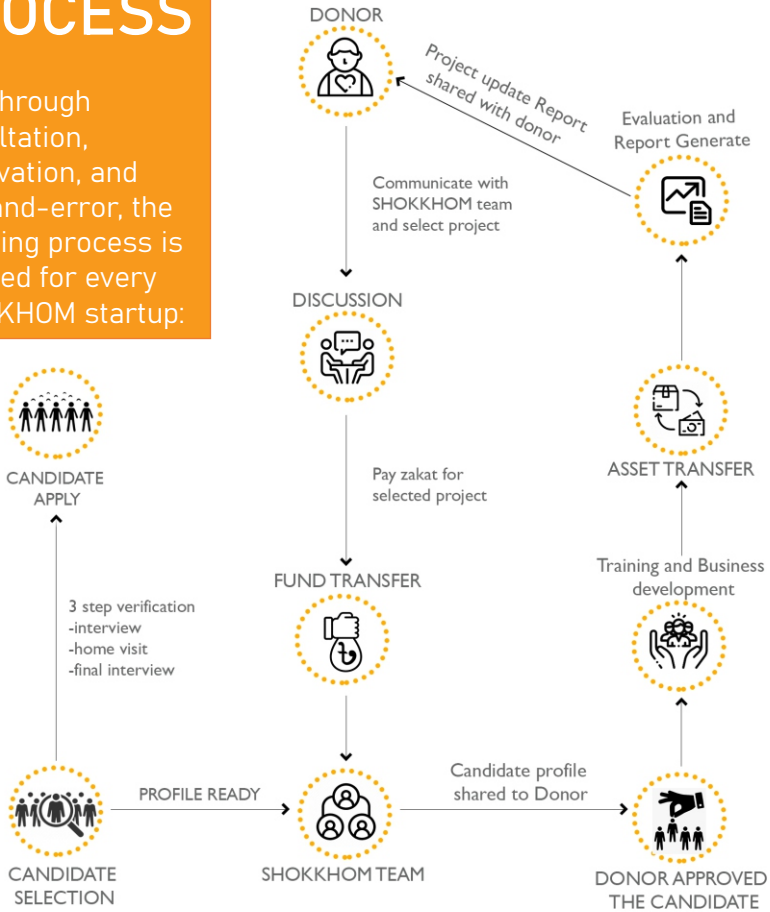 DONOR
Project update Report
shared with donor
Evaluation and
Report Generate
hrough
ltation,
vation, and
and-error, the
ing process is
ed for every
KHOM startup:
Communicate with
SHOKKHOM team
and select project
DISCUSSION
CANDIDATE
APPLY
Pay zakat for
selected project
ASSET TRANSFER
FUND TRANSFER
Training and Business
development
3 step verification
-interview
-home visit
-final interview
PROFILE READY
Candidate profile
shared to Donor
CANDIDATE
SELECTION
SHOKKHOM TEAM
DONOR APPROVED
THE CANDIDATE